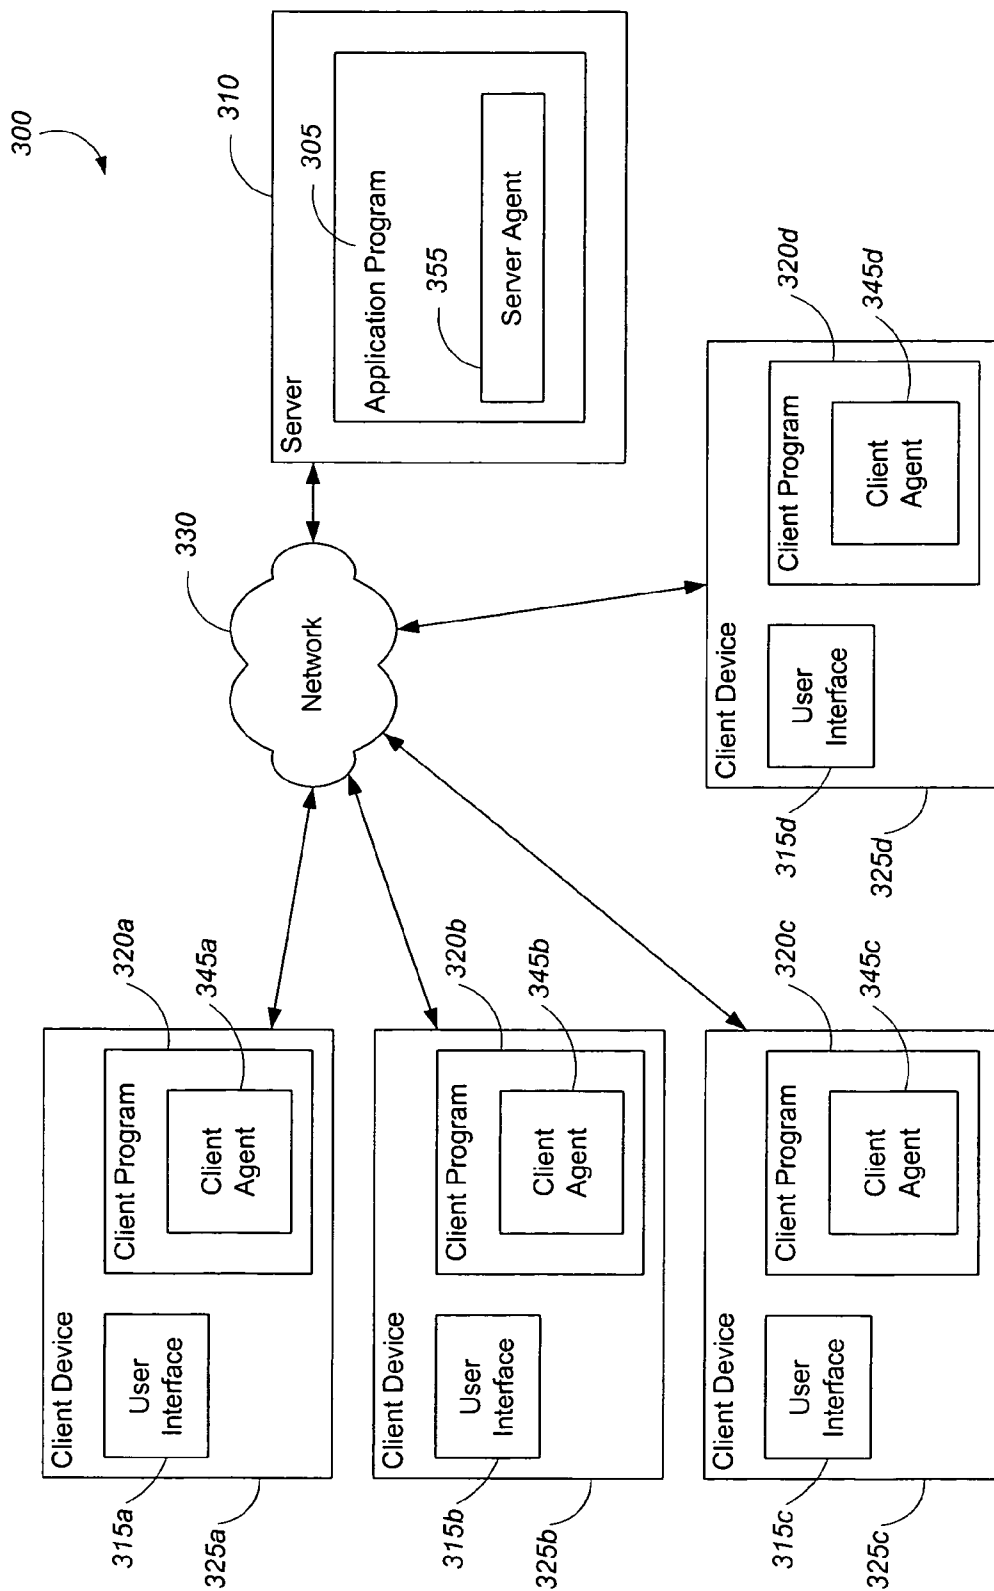 300
Client Device
User
Interface
315a
325a
Client Program
Client
Agent
320a
345a
Client Device
User
Interface
315b
325b
Client Program
Client
Agent
320b
345b
Client Device
User
Interface
315c
325c
Client Program
Client
Agent
320c
345c
Network
330
Server
310
Application Program
305
Server Agent
355
Client Device
User
Interface
315d
325d
Client Program
Client
Agent
320d
345d